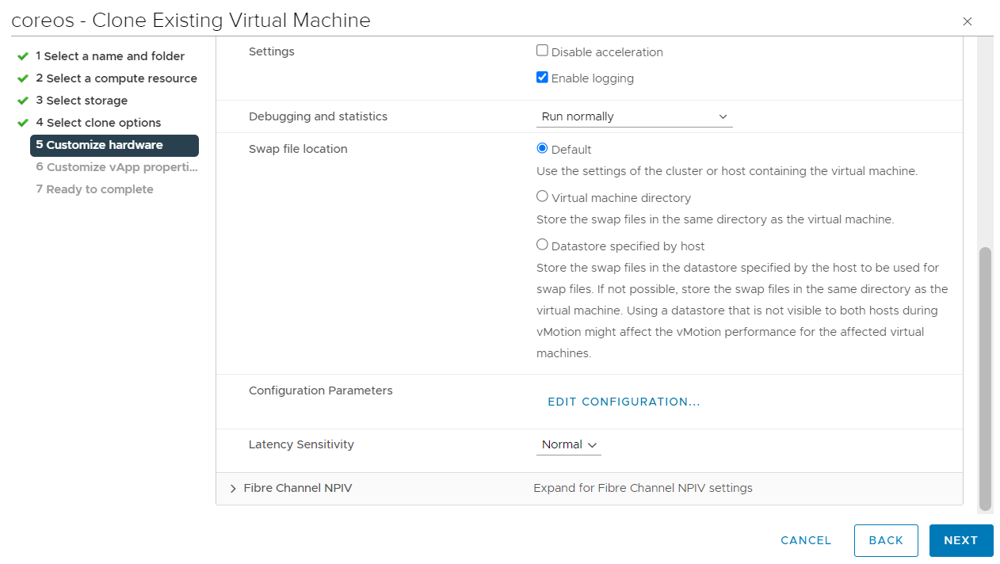 coreos - Clone Existing Virtual Machine
1 Select a name and folder
2 Select a compute resource
3 Select storage
4 Select clone options
5 Customize hardware
6 Customize vApp properti...
7 Ready to complete
Settings
Disable acceleration
Enable logging
Debugging and statistics
Run normally
Swap file location
Default
Use the settings of the cluster or host containing the virtual machine.
Virtual machine directory
Store the swap files in the same directory as the virtual machine.
Datastore specified by host
Store the swap files in the datastore specified by the host to be used for
swap files. If not possible, store the swap files in the same directory as the
virtual machine. Using a datastore that is not visible to both hosts during
vMotion might affect the vMotion performance for the affected virtual
machines.
Configuration Parameters
EDIT CONFIGURATION...
Latency Sensitivity
Normal
Fibre Channel NPIV
Expand for Fibre Channel NPIV settings
CANCEL
BACK
NEXT